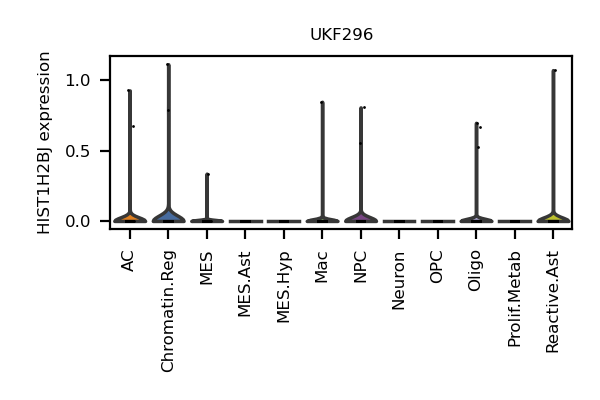 UKF296
HIST1H2BJ expression
1.0
0.5
0.0
AC
Chromatin.Reg
MES
MES.Ast
MES.Hyp
Mac
NPC
Neuron
OPC
Oligo
Prolif.Metab
Reactive.Ast